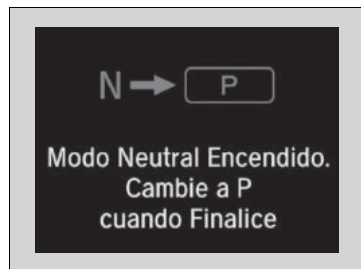 N → P
Modo Neutral Encendido.
Cambie a P
cuando Finalice